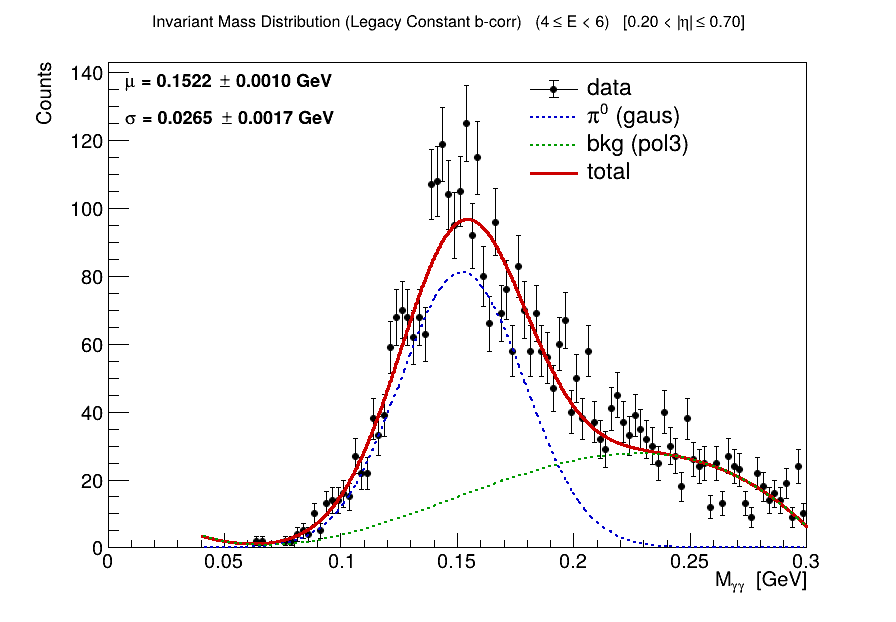 Invariant Mass Distribution (Legacy Constant b-corr) (4 ≤ E < 6) [0.20 < |η| ≤ 0.70]
Counts
μ = 0.1522 ± 0.0010 GeV
σ = 0.0265 ± 0.0017 GeV
data
π⁰ (gaus)
bkg (pol3)
total
140
120
100
80
60
40
20
0
0 0.05 0.1 0.15 0.2 0.25 0.3
Mγγ [GeV]